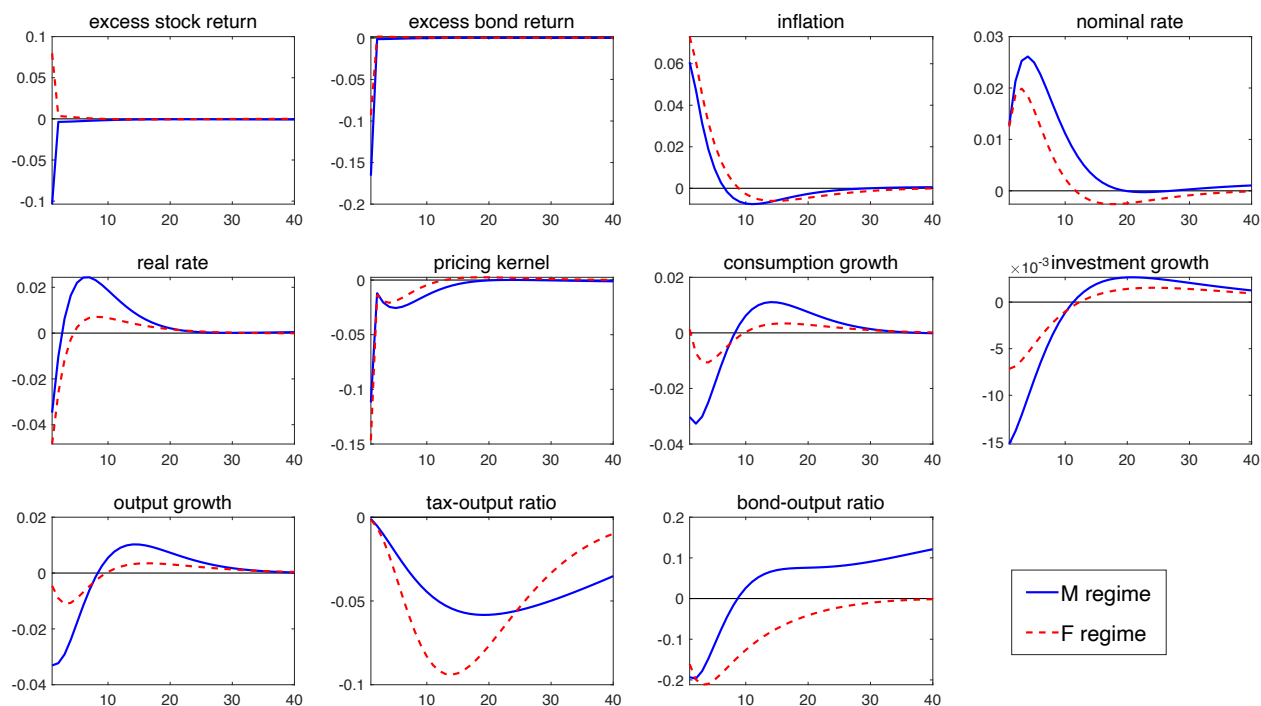 excess stock return
0.1
0.05
0
-0.05
-0.1
10 20 30 40
excess bond return
0
-0.05
-0.1
-0.15
-0.2
10 20 30 40
inflation
0.06
0.04
0.02
0
10 20 30 40
nominal rate
0.03
0.02
0.01
0
10 20 30 40
real rate
0.02
0
-0.02
-0.04
10 20 30 40
pricing kernel
0
-0.05
-0.1
-0.15
10 20 30 40
consumption growth
0.02
0
-0.02
-0.04
10 20 30 40
×10⁻³ investment growth
0
-5
-10
-15
10 20 30 40
output growth
0.02
0
-0.02
-0.04
10 20 30 40
tax-output ratio
0
-0.05
-0.1
10 20 30 40
bond-output ratio
0.2
0.1
0
-0.1
-0.2
10 20 30 40
M regime
F regime